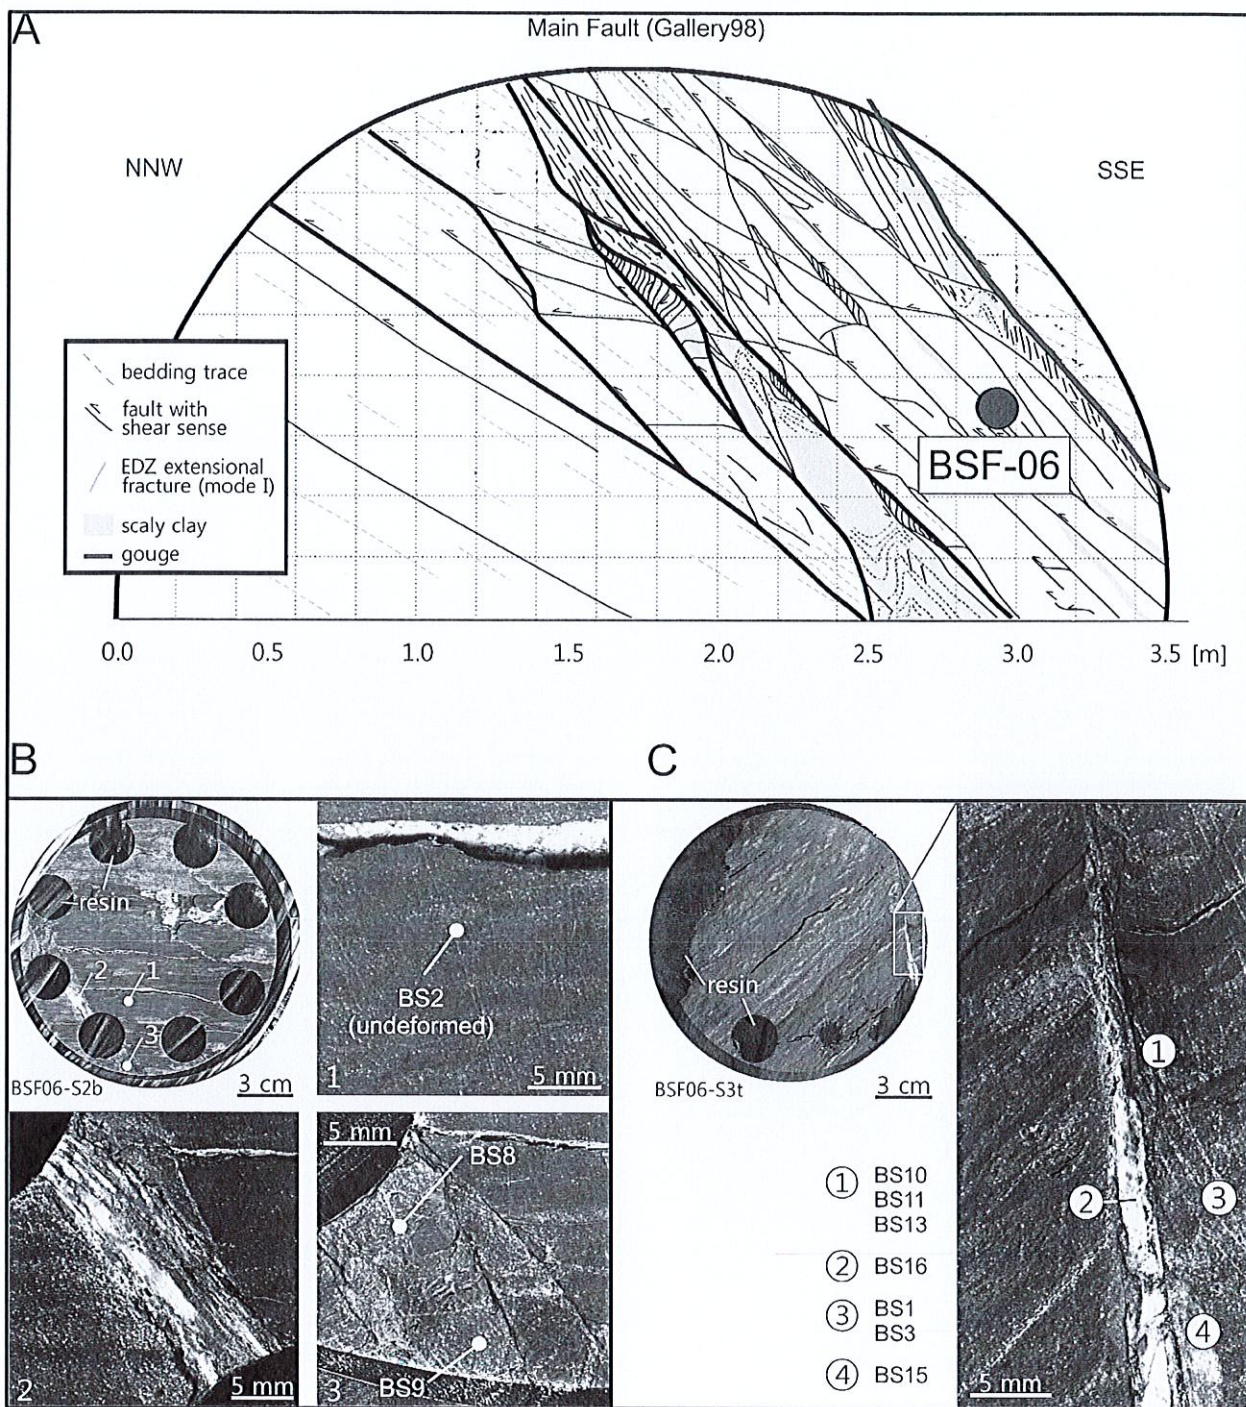 A
Main Fault (Gallery98)
NNW
SSE
bedding trace
fault with
shear sense
EDZ extensional
fracture (mode I)
scaly clay
gouge
BSF-06
0.0 0.5 1.0 1.5 2.0 2.5 3.0 3.5 [m]
B
resin
2
1
3
BSF06-S2b
3 cm
BS2
(undeformed)
1
5 mm
2
5 mm
5 mm
BS8
BS9
3
C
resin
BSF06-S3t
3 cm
1 BS10
BS11
BS13
2 BS16
3 BS1
BS3
4 BS15
1
2
3
4
5 mm